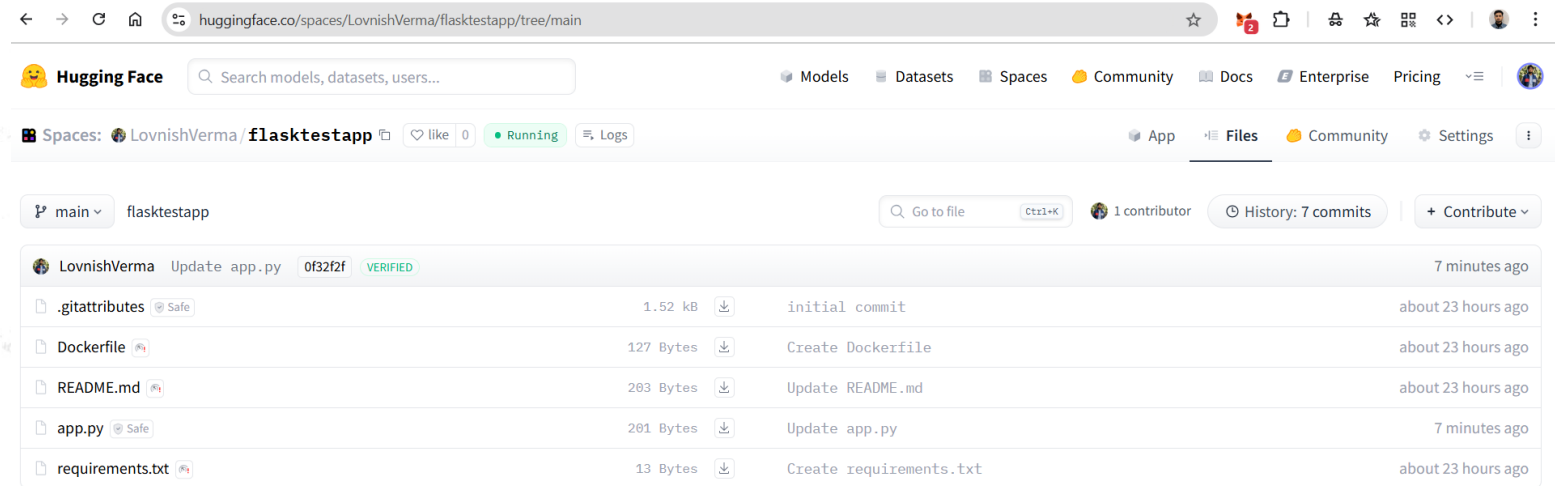 huggingface.co/spaces/LovnishVerma/flasktestapp/tree/main
2
Hugging Face
Search models, datasets, users...
Models
Datasets
Spaces
Community
Docs
Enterprise
Pricing
Spaces:
LovnishVerma/flasktestapp
like
0
Running
Logs
App
Files
Community
Settings
main
flasktestapp
Go to file
Ctrl+K
1 contributor
History: 7 commits
+ Contribute
LovnishVerma Update app.py 0f32f2f VERIFIED 7 minutes ago
.gitattributes Safe 1.52 kB initial commit about 23 hours ago
Dockerfile 127 Bytes Create Dockerfile about 23 hours ago
README.md 203 Bytes Update README.md about 23 hours ago
app.py Safe 201 Bytes Update app.py 7 minutes ago
requirements.txt 13 Bytes Create requirements.txt about 23 hours ago